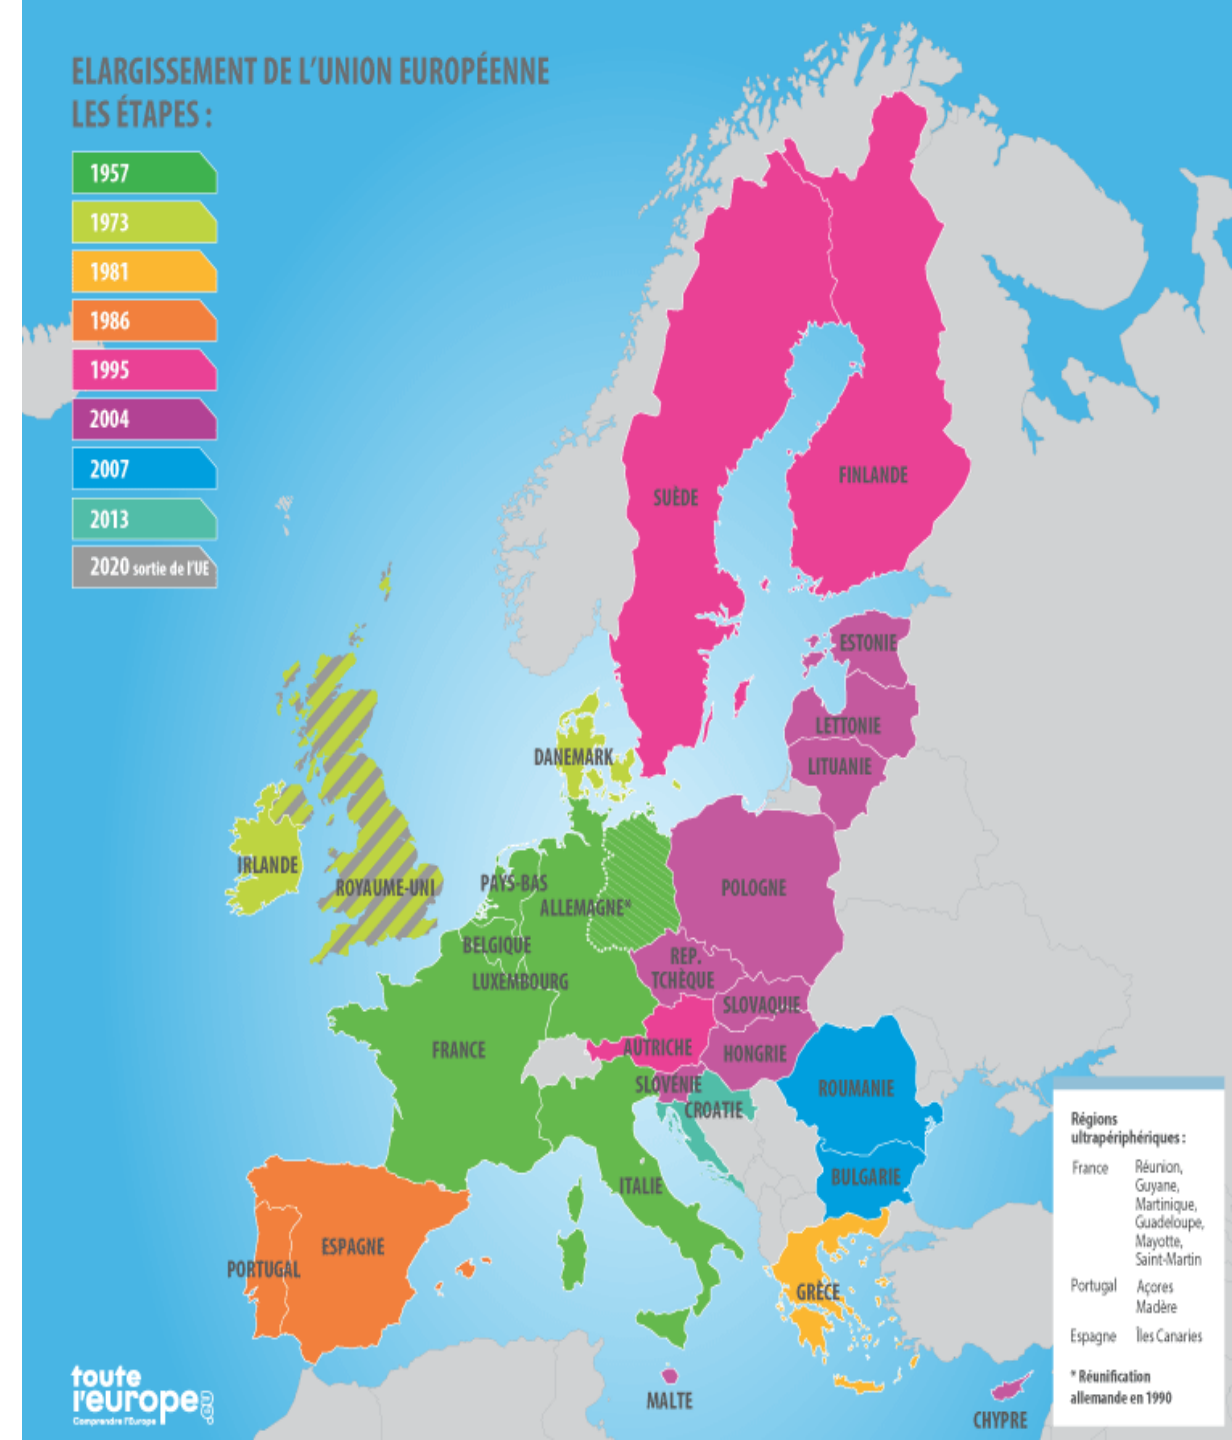 ELARGISSEMENT DE L'UNION EUROPÉENNE
LES ÉTAPES :
1957
1973
1981
1986
1995
2004
2007
2013
2020 sortie de l'UE
SUÈDE
FINLANDE
ESTONIE
LETTONIE
LITUANIE
DANEMARK
IRLANDE
ROYAUME-UNI
PAYS-BAS
ALLEMAGNE*
POLOGNE
BELGIQUE
REP.
TCHÈQUE
LUXEMBOURG
SLOVAQUIE
FRANCE
AUTRICHE
HONGRIE
SLOVÉNIE
ROUMANIE
CROATIE
BULGARIE
ITALIE
ESPAGNE
PORTUGAL
GRÈCE
MALTE
CHYPRE
Régions
ultrapériphériques :
France Réunion,
Guyane,
Martinique,
Guadeloupe,
Mayotte,
Saint-Martin
Portugal Açores
Madère
Espagne Îles Canaries
* Réunification
allemande en 1990
toute
l'europe.eu
Comprendre l'Europe